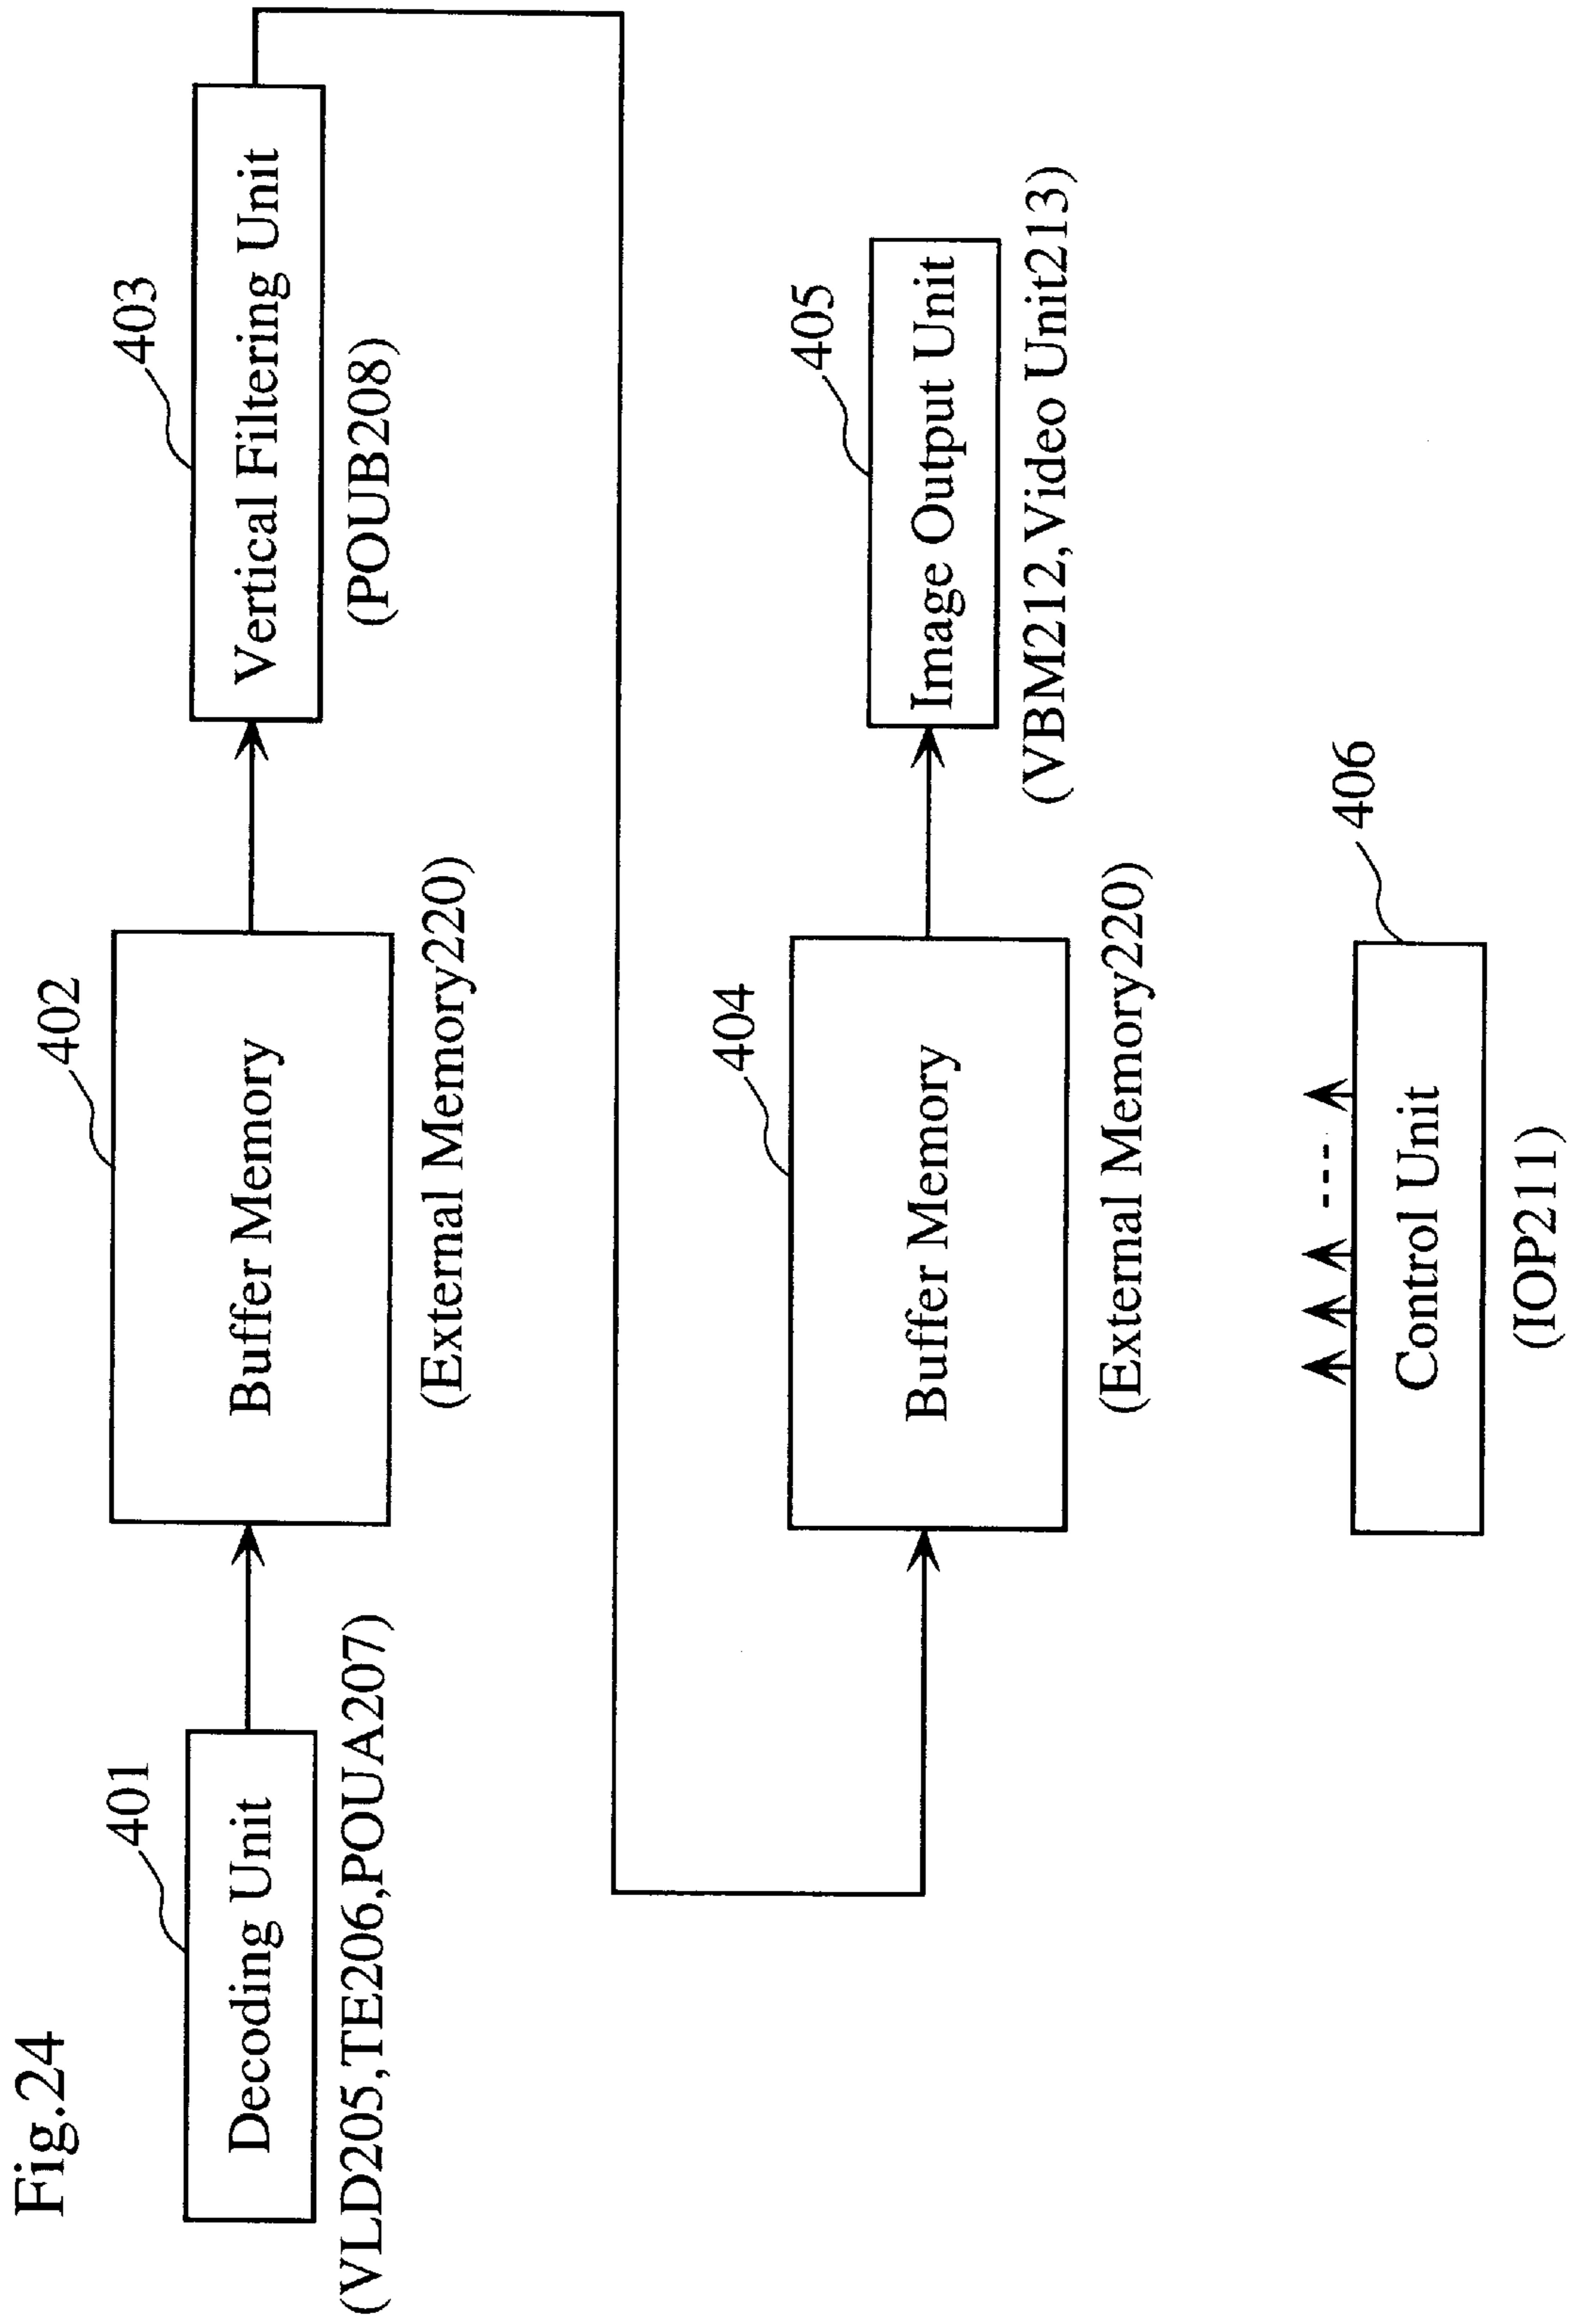 Fig.24
401
Decoding Unit
(VLD205,TE206,POUA207)
402
Buffer Memory
(External Memory220)
403
Vertical Filtering Unit
(POUB208)
404
Buffer Memory
(External Memory220)
405
Image Output Unit
(VBM212,Video Unit213)
406
Control Unit
(IOP211)